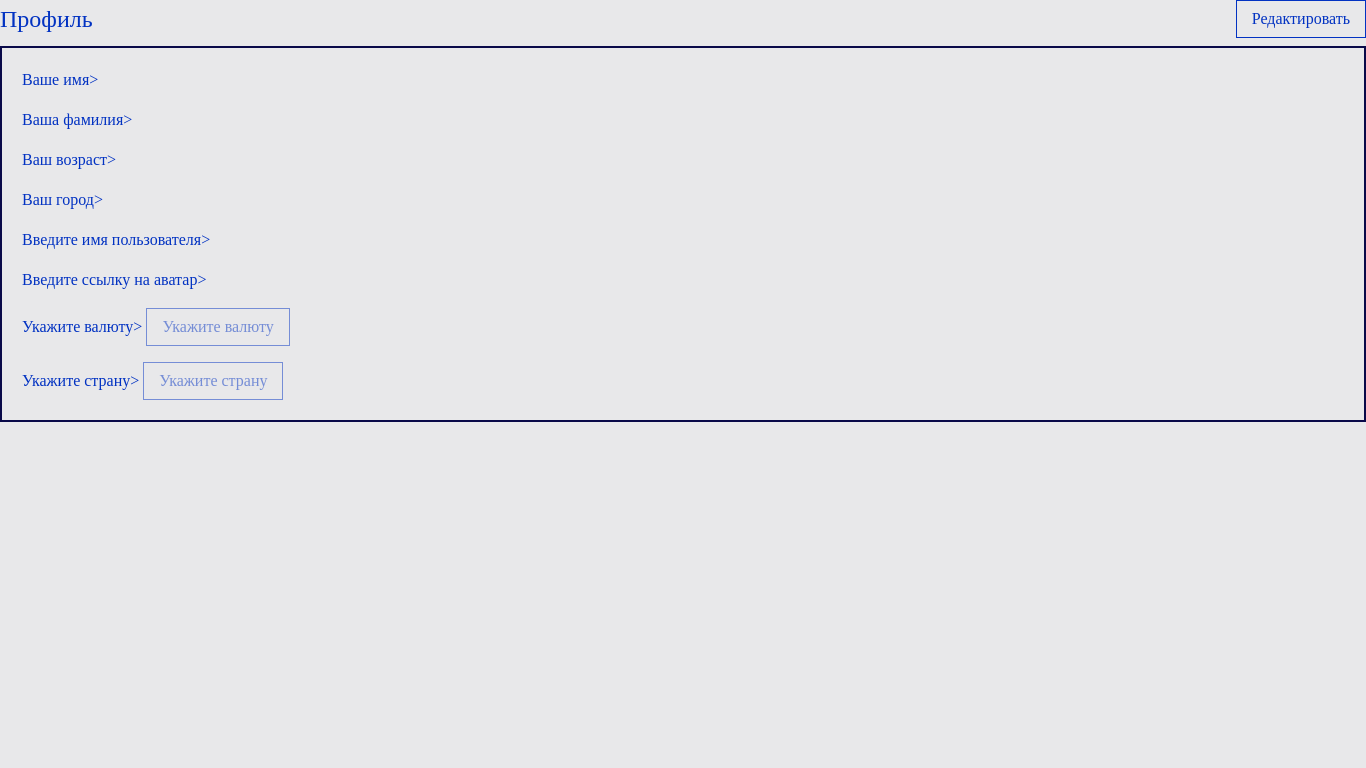 Профиль
Редактировать
Ваше имя>
Ваша фамилия>
Ваш возраст>
Ваш город>
Введите имя пользователя>
Введите ссылку на аватар>
Укажите валюту> Укажите валюту
Укажите страну> Укажите страну